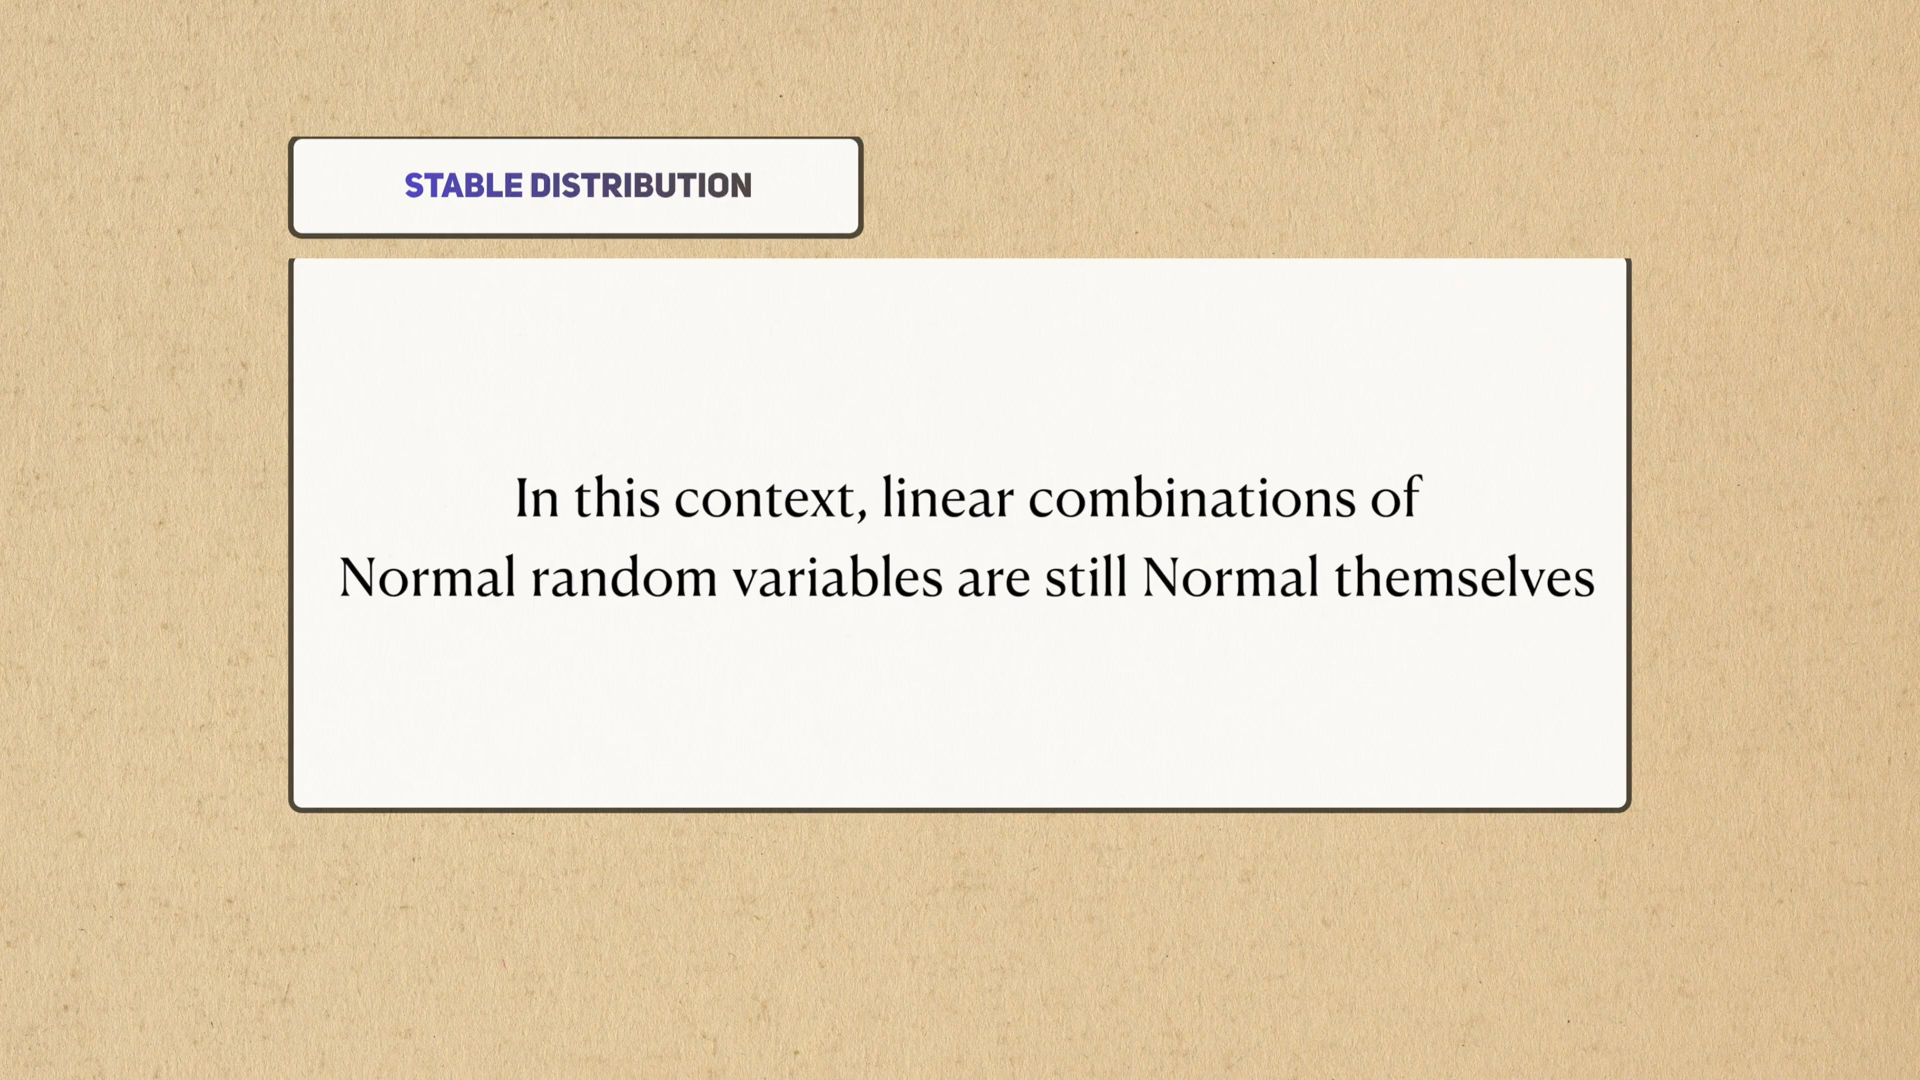 STABLE DISTRIBUTION
In this context, linear combinations of
Normal random variables are still Normal themselves